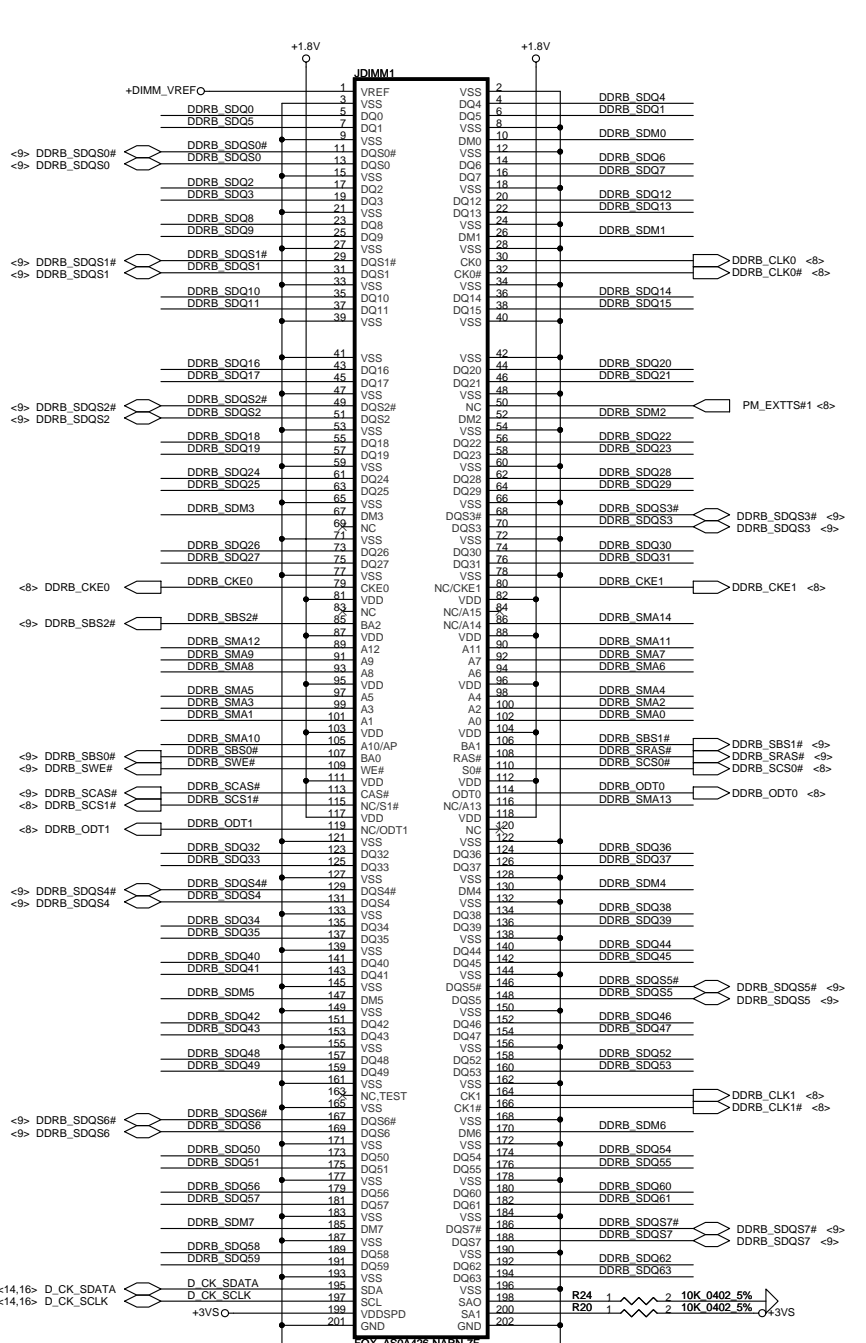 +1.8V +1.8V
JDIMM1
+DIMM_VREF 1 VREF VSS 2
3 VSS DQ4 4 DDRB_SDQ4
DDRB_SDQ0 5 DQ0 DQ5 6 DDRB_SDQ1
DDRB_SDQ5 7 DQ1 VSS 8
9 VSS DM0 10 DDRB_SDM0
<9> DDRB_SDQS0# DDRB_SDQS0# 11 DQS0# VSS 12
<9> DDRB_SDQS0 DDRB_SDQS0 13 DQS0 DQ6 14 DDRB_SDQ6
15 VSS DQ7 16 DDRB_SDQ7
DDRB_SDQ2 17 DQ2 VSS 18
DDRB_SDQ3 19 DQ3 DQ12 20 DDRB_SDQ12
21 VSS DQ13 22 DDRB_SDQ13
DDRB_SDQ8 23 DQ8 VSS 24
DDRB_SDQ9 25 DQ9 DM1 26 DDRB_SDM1
27 VSS VSS 28
<9> DDRB_SDQS1# DDRB_SDQS1# 29 DQS1# CK0 30 DDRB_CLK0 <8>
<9> DDRB_SDQS1 DDRB_SDQS1 31 DQS1 CK0# 32 DDRB_CLK0# <8>
33 VSS VSS 34
DDRB_SDQ10 35 DQ10 DQ14 36 DDRB_SDQ14
DDRB_SDQ11 37 DQ11 DQ15 38 DDRB_SDQ15
39 VSS VSS 40
41 VSS VSS 42
DDRB_SDQ16 43 DQ16 DQ20 44 DDRB_SDQ20
DDRB_SDQ17 45 DQ17 DQ21 46 DDRB_SDQ21
47 VSS VSS 48
<9> DDRB_SDQS2# DDRB_SDQS2# 49 DQS2# NC 50 PM_EXTTS#1 <8>
<9> DDRB_SDQS2 DDRB_SDQS2 51 DQS2 DM2 52 DDRB_SDM2
53 VSS VSS 54
DDRB_SDQ18 55 DQ18 DQ22 56 DDRB_SDQ22
DDRB_SDQ19 57 DQ19 DQ23 58 DDRB_SDQ23
59 VSS VSS 60
DDRB_SDQ24 61 DQ24 DQ28 62 DDRB_SDQ28
DDRB_SDQ25 63 DQ25 DQ29 64 DDRB_SDQ29
65 VSS VSS 66
DDRB_SDM3 67 DM3 DQS3# 68 DDRB_SDQS3# DDRB_SDQS3# <9>
69 NC DQS3 70 DDRB_SDQS3 DDRB_SDQS3 <9>
71 VSS VSS 72
DDRB_SDQ26 73 DQ26 DQ30 74 DDRB_SDQ30
DDRB_SDQ27 75 DQ27 DQ31 76 DDRB_SDQ31
77 VSS VSS 78
<8> DDRB_CKE0 DDRB_CKE0 79 CKE0 NC/CKE1 80 DDRB_CKE1 DDRB_CKE1 <8>
81 VDD VDD 82
83 NC NC/A15 84
<9> DDRB_SBS2# DDRB_SBS2# 85 BA2 NC/A14 86 DDRB_SMA14
87 VDD VDD 88
DDRB_SMA12 89 A12 A11 90 DDRB_SMA11
DDRB_SMA9 91 A9 A7 92 DDRB_SMA7
DDRB_SMA8 93 A8 A6 94 DDRB_SMA6
95 VDD VDD 96
DDRB_SMA5 97 A5 A4 98 DDRB_SMA4
DDRB_SMA3 99 A3 A2 100 DDRB_SMA2
DDRB_SMA1 101 A1 A0 102 DDRB_SMA0
103 VDD VDD 104
DDRB_SMA10 105 A10/AP BA1 106 DDRB_SBS1# DDRB_SBS1# <9>
<9> DDRB_SBS0# DDRB_SBS0# 107 BA0 RAS# 108 DDRB_SRAS# DDRB_SRAS# <9>
<9> DDRB_SWE# DDRB_SWE# 109 WE# S0# 110 DDRB_SCS0# DDRB_SCS0# <8>
111 VDD VDD 112
<9> DDRB_SCAS# DDRB_SCAS# 113 CAS# ODT0 114 DDRB_ODT0 DDRB_ODT0 <8>
<8> DDRB_SCS1# DDRB_SCS1# 115 NC/S1# NC/A13 116 DDRB_SMA13
117 VDD VDD 118
<8> DDRB_ODT1 DDRB_ODT1 119 NC/ODT1 NC 120
121 VSS VSS 122
DDRB_SDQ32 123 DQ32 DQ36 124 DDRB_SDQ36
DDRB_SDQ33 125 DQ33 DQ37 126 DDRB_SDQ37
127 VSS VSS 128
<9> DDRB_SDQS4# DDRB_SDQS4# 129 DQS4# DM4 130 DDRB_SDM4
<9> DDRB_SDQS4 DDRB_SDQS4 131 DQS4 VSS 132
133 VSS DQ38 134 DDRB_SDQ38
DDRB_SDQ34 135 DQ34 DQ39 136 DDRB_SDQ39
DDRB_SDQ35 137 DQ35 VSS 138
139 VSS DQ44 140 DDRB_SDQ44
DDRB_SDQ40 141 DQ40 DQ45 142 DDRB_SDQ45
DDRB_SDQ41 143 DQ41 VSS 144
145 VSS DQS5# 146 DDRB_SDQS5# DDRB_SDQS5# <9>
DDRB_SDM5 147 DM5 DQS5 148 DDRB_SDQS5 DDRB_SDQS5 <9>
149 VSS VSS 150
DDRB_SDQ42 151 DQ42 DQ46 152 DDRB_SDQ46
DDRB_SDQ43 153 DQ43 DQ47 154 DDRB_SDQ47
155 VSS VSS 156
DDRB_SDQ48 157 DQ48 DQ52 158 DDRB_SDQ52
DDRB_SDQ49 159 DQ49 DQ53 160 DDRB_SDQ53
161 VSS VSS 162
163 NC,TEST CK1 164 DDRB_CLK1 <8>
165 VSS CK1# 166 DDRB_CLK1# <8>
<9> DDRB_SDQS6# DDRB_SDQS6# 167 DQS6# VSS 168
<9> DDRB_SDQS6 DDRB_SDQS6 169 DQS6 DM6 170 DDRB_SDM6
171 VSS VSS 172
DDRB_SDQ50 173 DQ50 DQ54 174 DDRB_SDQ54
DDRB_SDQ51 175 DQ51 DQ55 176 DDRB_SDQ55
177 VSS VSS 178
DDRB_SDQ56 179 DQ56 DQ60 180 DDRB_SDQ60
DDRB_SDQ57 181 DQ57 DQ61 182 DDRB_SDQ61
183 VSS VSS 184
DDRB_SDM7 185 DM7 DQS7# 186 DDRB_SDQS7# DDRB_SDQS7# <9>
187 VSS DQS7 188 DDRB_SDQS7 DDRB_SDQS7 <9>
DDRB_SDQ58 189 DQ58 VSS 190
DDRB_SDQ59 191 DQ59 DQ62 192 DDRB_SDQ62
193 VSS DQ63 194 DDRB_SDQ63
<14,16> D_CK_SDATA D_CK_SDATA 195 SDA VSS 196
<14,16> D_CK_SCLK D_CK_SCLK 197 SCL SAO 198 R24 1 2 10K_0402_5%
+3VS 199 VDDSPD SA1 200 R20 1 2 10K_0402_5% +3VS
201 GND GND 202
FOX_AS0A426-NARN-7F